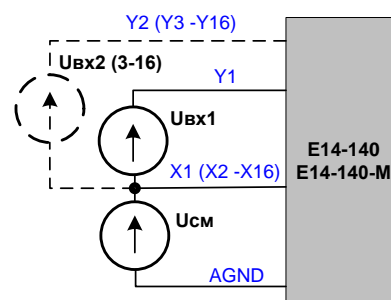 Y2 (Y3 -Y16)
Uвх2 (3-16)
Y1
Uвх1
X1 (X2 -X16)
E14-140
E14-140-M
Uсм
AGND